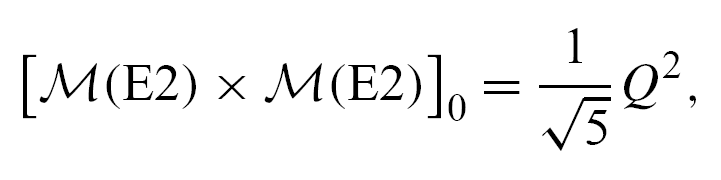 [ℳ(E2) × ℳ(E2)]₀ = 1/√5 Q²,